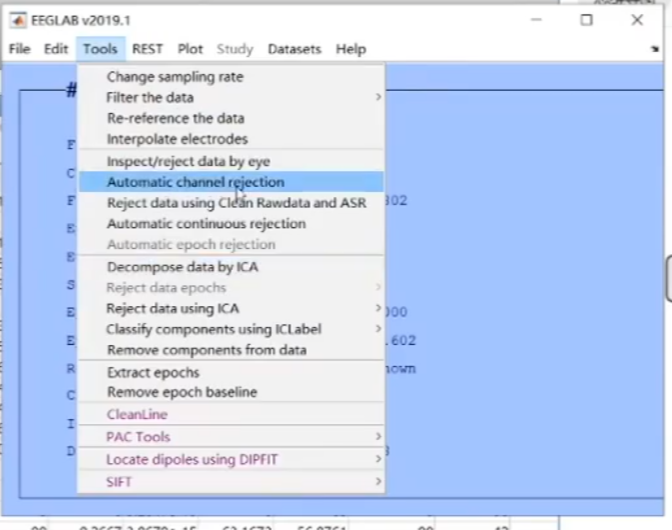 EEGLAB v2019.1
File Edit Tools REST Plot Study Datasets Help
#
Change sampling rate
Filter the data
Re-reference the data
Interpolate electrodes
F
Inspect/reject data by eye
C
Automatic channel rejection
F
Reject data using Clean Rawdata and ASR
302
Automatic continuous rejection
E
Automatic epoch rejection
E
Decompose data by ICA
S
Reject data epochs
E
Reject data using ICA
000
E
Classify components using ICLabel
.602
R
Remove components from data
nown
Extract epochs
C
Remove epoch baseline
I
CleanLine
D
PAC Tools
Locate dipoles using DIPFIT
SIFT